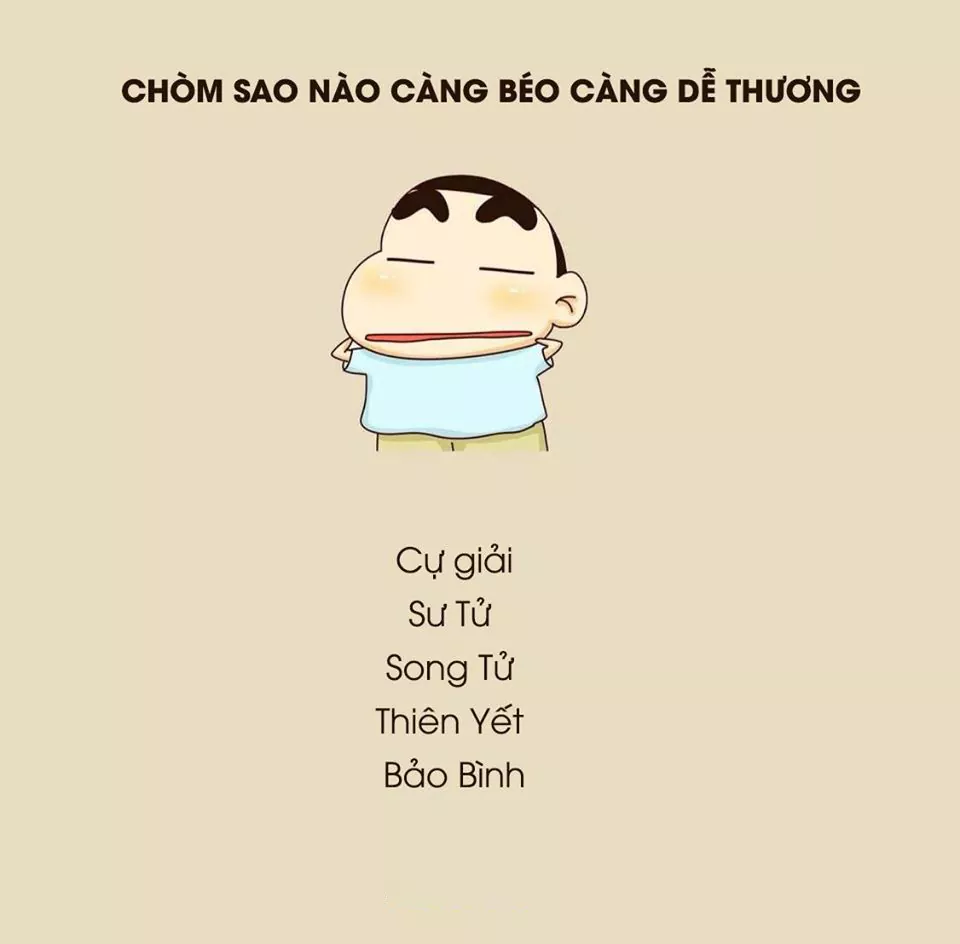 CHÒM SAO NÀO CÀNG BÉO CÀNG DỄ THƯƠNG
Cự giải
Sư Tử
Song Tử
Thiên Yết
Bảo Bình